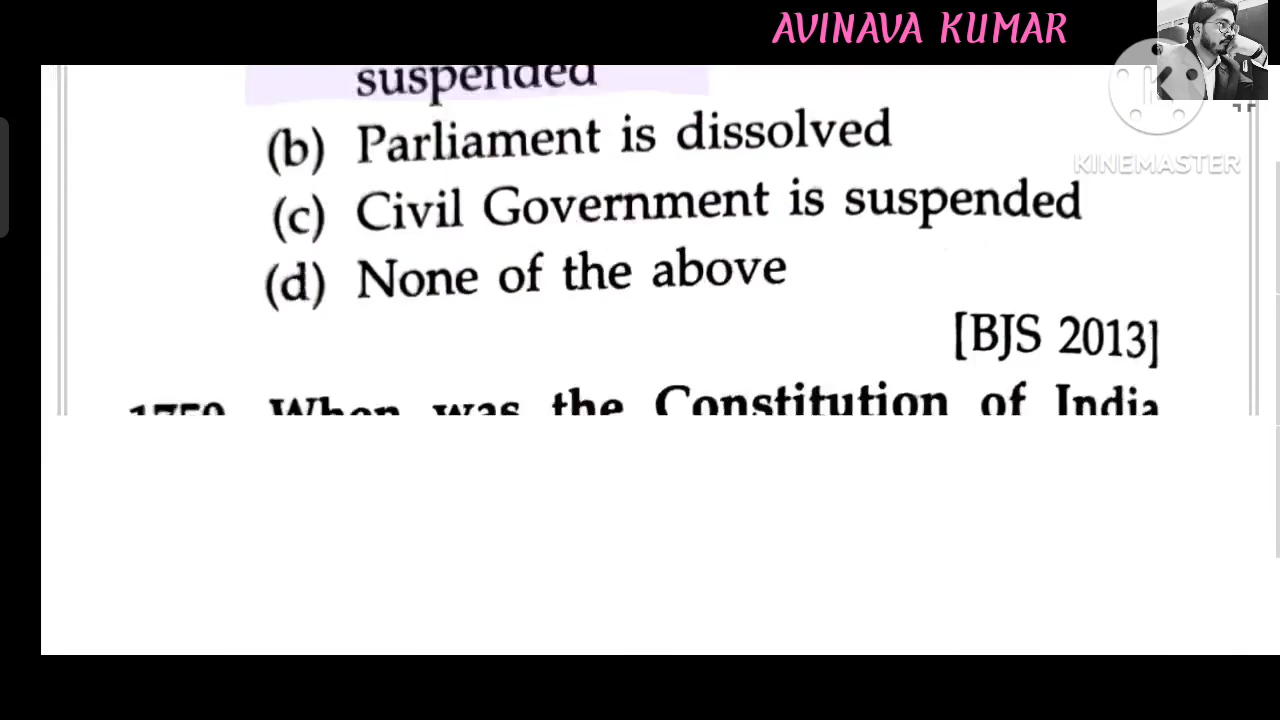 AVINAVA KUMAR
suspended
(b) Parliament is dissolved
KINEMASTER
(c) Civil Government is suspended
(d) None of the above
[BJS 2013]
When was the Constitution of India